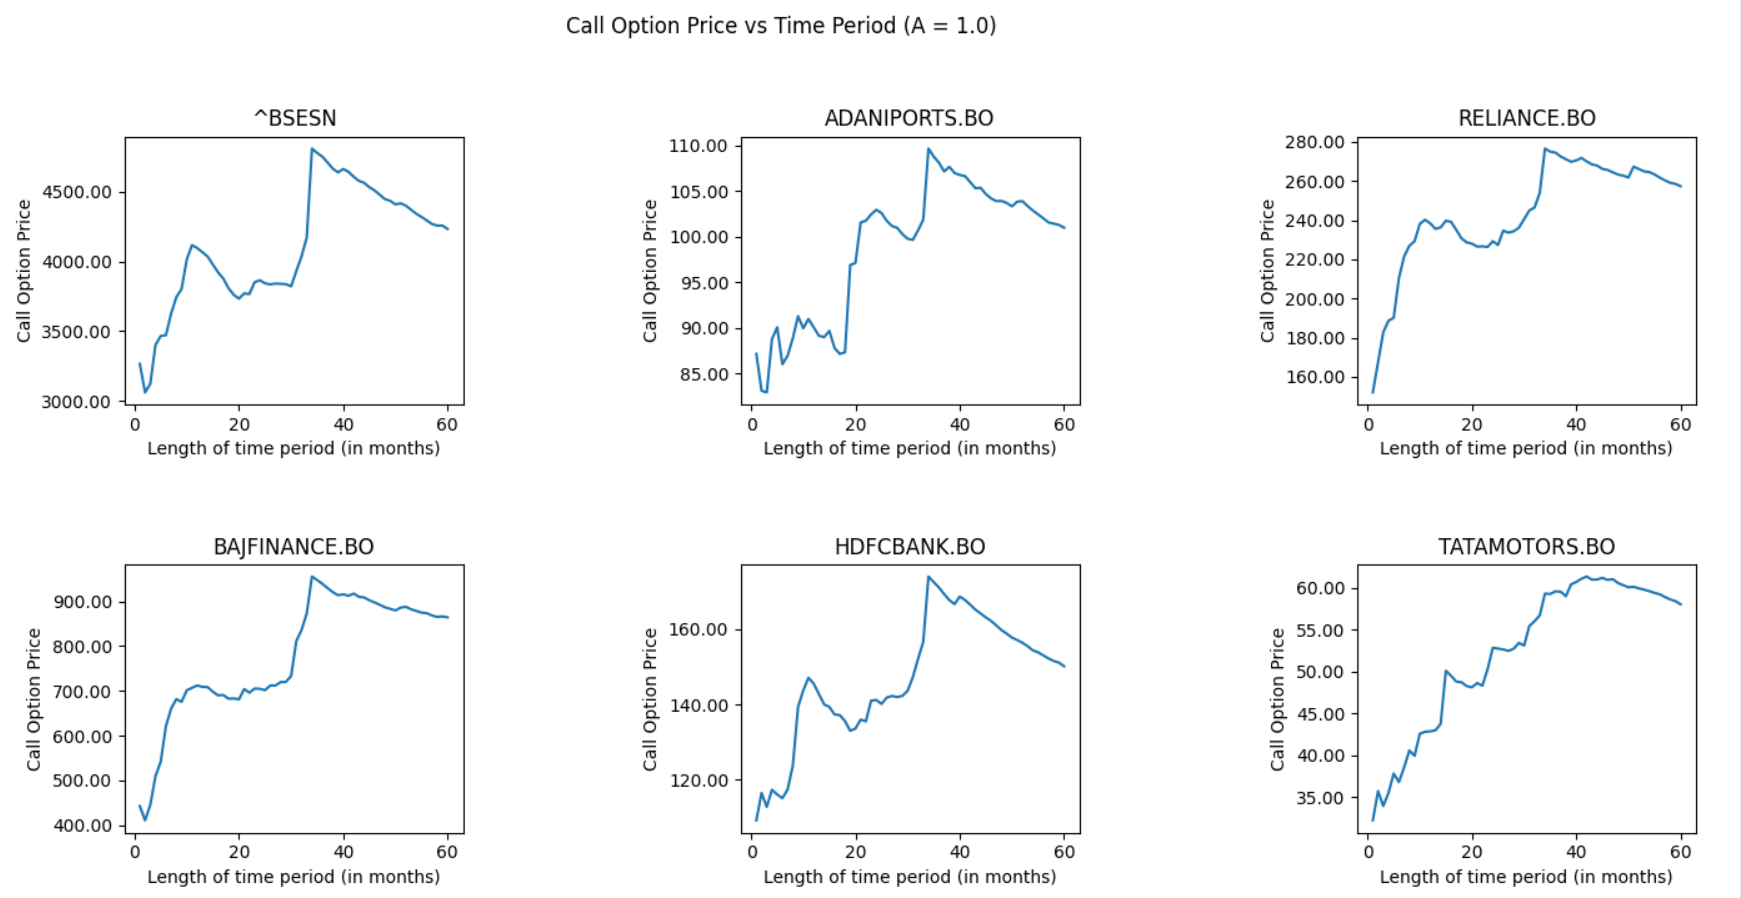 Call Option Price vs Time Period (A = 1.0)
^BSESN
Call Option Price
4500.00
4000.00
3500.00
3000.00
0 20 40 60
Length of time period (in months)
ADANIPORTS.BO
Call Option Price
110.00
105.00
100.00
95.00
90.00
85.00
0 20 40 60
Length of time period (in months)
RELIANCE.BO
Call Option Price
280.00
260.00
240.00
220.00
200.00
180.00
160.00
0 20 40 60
Length of time period (in months)
BAJFINANCE.BO
Call Option Price
900.00
800.00
700.00
600.00
500.00
400.00
0 20 40 60
Length of time period (in months)
HDFCBANK.BO
Call Option Price
160.00
140.00
120.00
0 20 40 60
Length of time period (in months)
TATAMOTORS.BO
Call Option Price
60.00
55.00
50.00
45.00
40.00
35.00
0 20 40 60
Length of time period (in months)